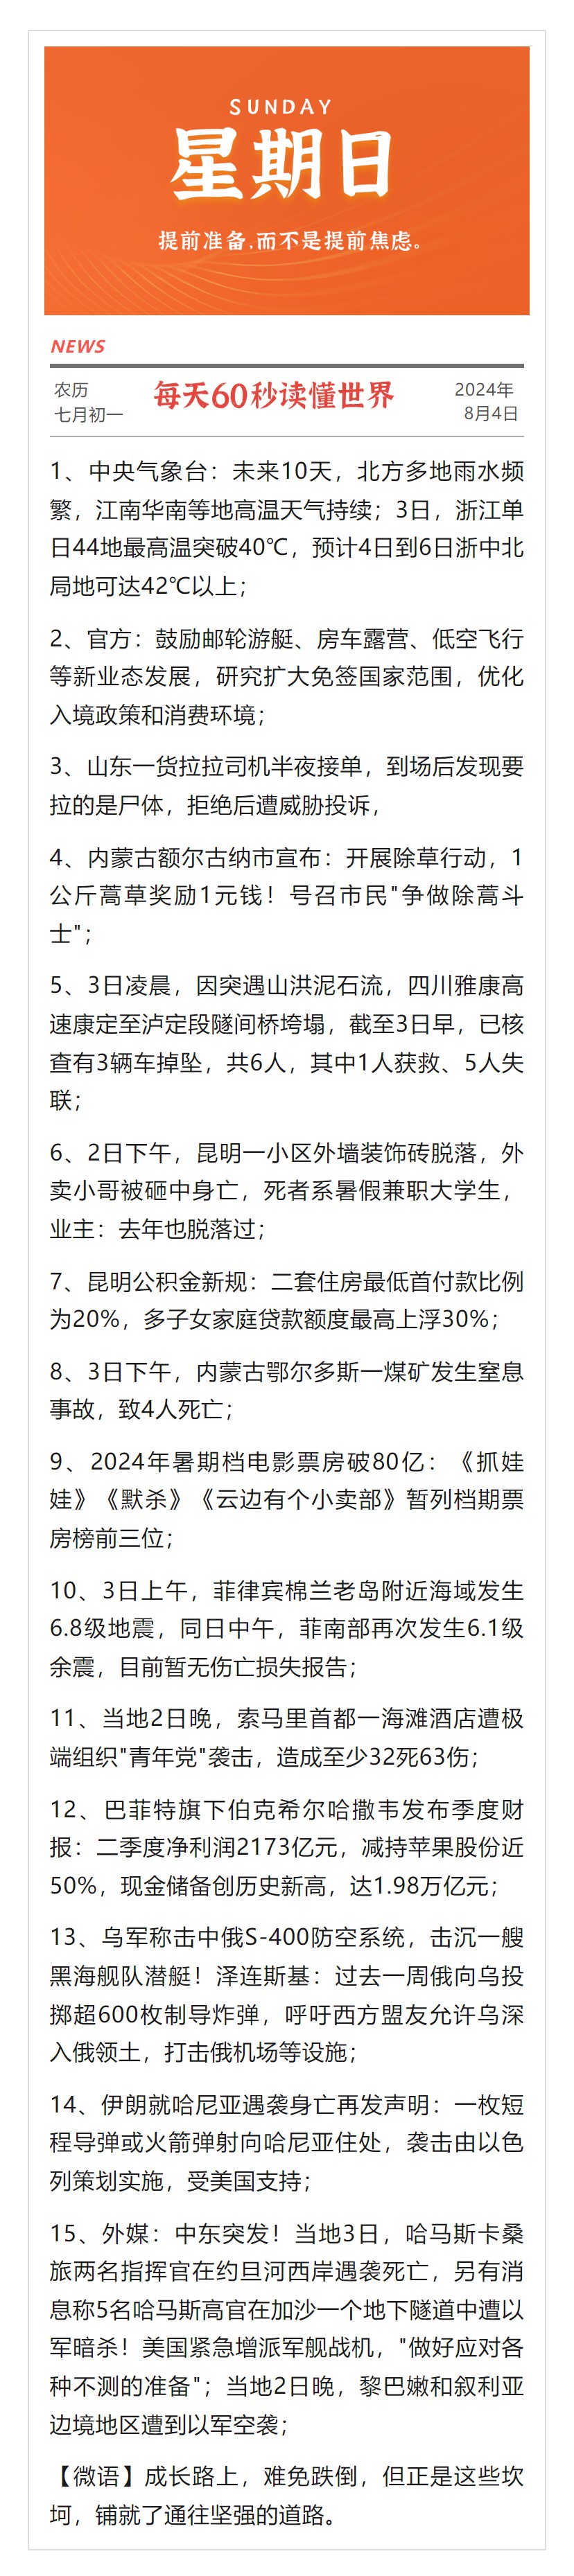 SUNDAY
星期日
提前准备,而不是提前焦虑。
NEWS
农历
七月初一
每天60秒读懂世界
2024年
8月4日
1、中央气象台：未来10天，北方多地雨水频
繁，江南华南等地高温天气持续；3日，浙江单
日44地最高温突破40℃，预计4日到6日浙中北
局地可达42℃以上；
2、官方：鼓励邮轮游艇、房车露营、低空飞行
等新业态发展，研究扩大免签国家范围，优化
入境政策和消费环境；
3、山东一货拉拉司机半夜接单，到场后发现要
拉的是尸体，拒绝后遭威胁投诉，
4、内蒙古额尔古纳市宣布：开展除草行动，1
公斤蒿草奖励1元钱！号召市民"争做除蒿斗
士"；
5、3日凌晨，因突遇山洪泥石流，四川雅康高
速康定至泸定段隧间桥垮塌，截至3日早，已核
查有3辆车掉坠，共6人，其中1人获救、5人失
联；
6、2日下午，昆明一小区外墙装饰砖脱落，外
卖小哥被砸中身亡，死者系暑假兼职大学生，
业主：去年也脱落过；
7、昆明公积金新规：二套住房最低首付款比例
为20%，多子女家庭贷款额度最高上浮30%；
8、3日下午，内蒙古鄂尔多斯一煤矿发生窒息
事故，致4人死亡；
9、2024年暑期档电影票房破80亿：《抓娃
娃》《默杀》《云边有个小卖部》暂列档期票
房榜前三位；
10、3日上午，菲律宾棉兰老岛附近海域发生
6.8级地震，同日中午，菲南部再次发生6.1级
余震，目前暂无伤亡损失报告；
11、当地2日晚，索马里首都一海滩酒店遭极
端组织"青年党"袭击，造成至少32死63伤；
12、巴菲特旗下伯克希尔哈撒韦发布季度财
报：二季度净利润2173亿元，减持苹果股份近
50%，现金储备创历史新高，达1.98万亿元；
13、乌军称击中俄S-400防空系统，击沉一艘
黑海舰队潜艇！泽连斯基：过去一周俄向乌投
掷超600枚制导炸弹，呼吁西方盟友允许乌深
入俄领土，打击俄机场等设施；
14、伊朗就哈尼亚遇袭身亡再发声明：一枚短
程导弹或火箭弹射向哈尼亚住处，袭击由以色
列策划实施，受美国支持；
15、外媒：中东突发！当地3日，哈马斯卡桑
旅两名指挥官在约旦河西岸遇袭死亡，另有消
息称5名哈马斯高官在加沙一个地下隧道中遭以
军暗杀！美国紧急增派军舰战机，"做好应对各
种不测的准备"；当地2日晚，黎巴嫩和叙利亚
边境地区遭到以军空袭；
【微语】成长路上，难免跌倒，但正是这些坎
坷，铺就了通往坚强的道路。